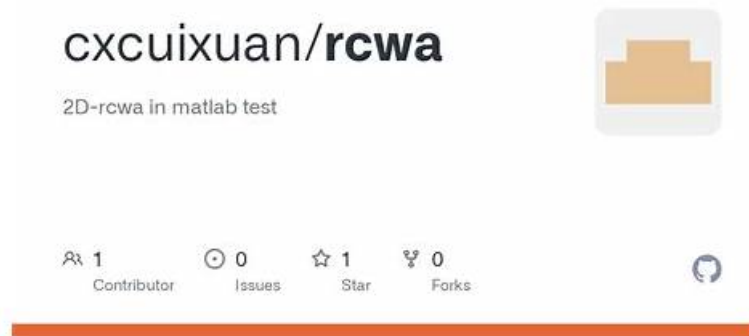 cxcuixuan/rcwa
2D-rcwa in matlab test
1 0 1 0
Contributor Issues Star Forks